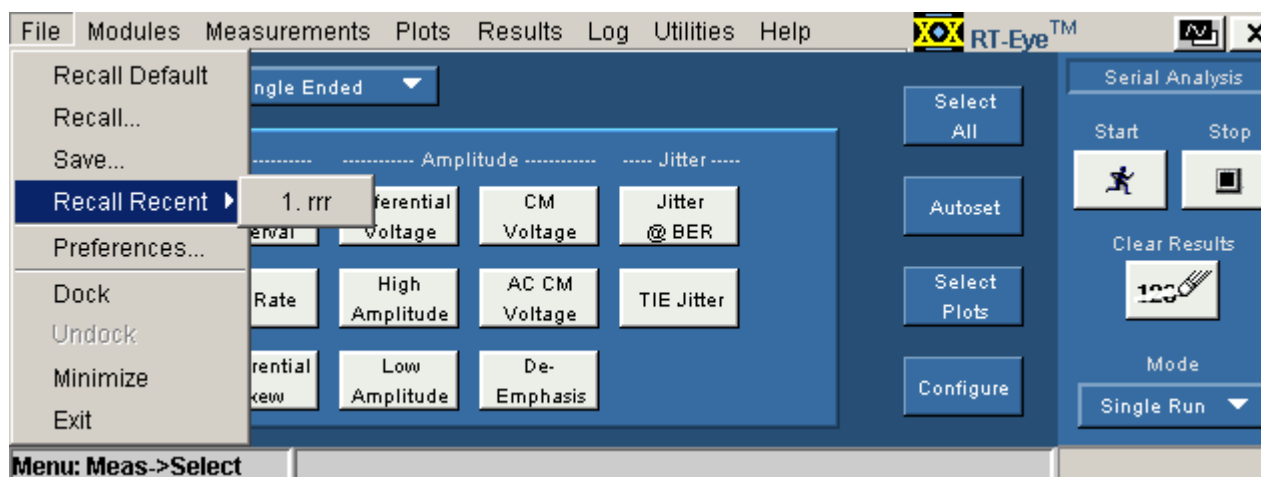 File Modules Measurements Plots Results Log Utilities Help RT-Eye™
Recall Default
Recall...
Save...
Recall Recent
1. rrr
Preferences...
Dock
Undock
Minimize
Exit
ngle Ended
Amplitude
Jitter
ferential
Voltage
CM
Voltage
Jitter
@ BER
erval
Rate
High
Amplitude
AC CM
Voltage
TIE Jitter
rential
kew
Low
Amplitude
De-
Emphasis
Select
All
Autoset
Select
Plots
Configure
Serial Analysis
Start Stop
Clear Results
123
Mode
Single Run
Menu: Meas->Select